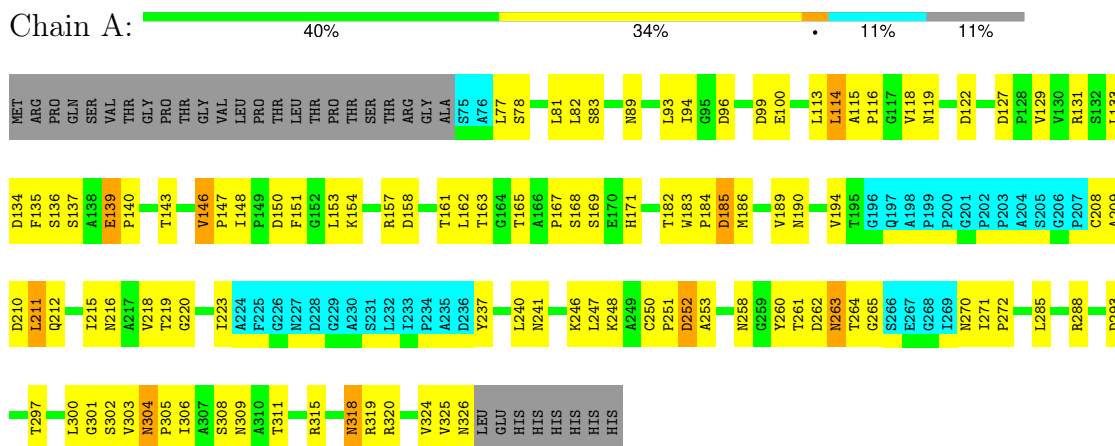 Chain A:
40% 34% • 11% 11%
MET ARG PRO PRO GLN SER VAL THR GLY PRO THR THR GLY VAL LEU PRO THR LEU THR THR PRO THR SER THR ARG GLY ALA S75 A76 L77 S78 L81 L82 S83 N89 L93 I94 G95 D96 D99 E100 L113 L114 A115 P116 G117 V118 N119 D122 D127 P128 V129 V130 R131 S132 L133
D134 F135 S136 S137 A138 E139 P140 T143 V146 P147 I148 P149 D150 F151 G152 L153 K154 R157 D158 T161 L162 T163 G164 T165 A166 P167 S168 S169 E170 H171 T182 W183 P184 D185 M186 V189 N190 V194 T195 G196 Q197 A198 P199 P200 G201 P202 P203 A204 S205 G206 P207 C208 A209
D210 L211 Q212 I215 N216 A217 V218 T219 G220 I223 A224 F225 G226 N227 D228 G229 A230 S231 L232 I233 P234 A235 D236 Y237 L240 N241 K246 L247 K248 A249 C250 P251 D252 A253 N258 G259 Y260 T261 D262 N263 T264 G265 S266 E267 G268 I269 N270 I271 P272 L285 R288
T297 L300 G301 S302 V303 N304 P305 I306 A307 S308 N309 A310 T311 R315 N318 R319 R320 V324 V325 N326 LEU GLU HIS HIS HIS HIS HIS HIS